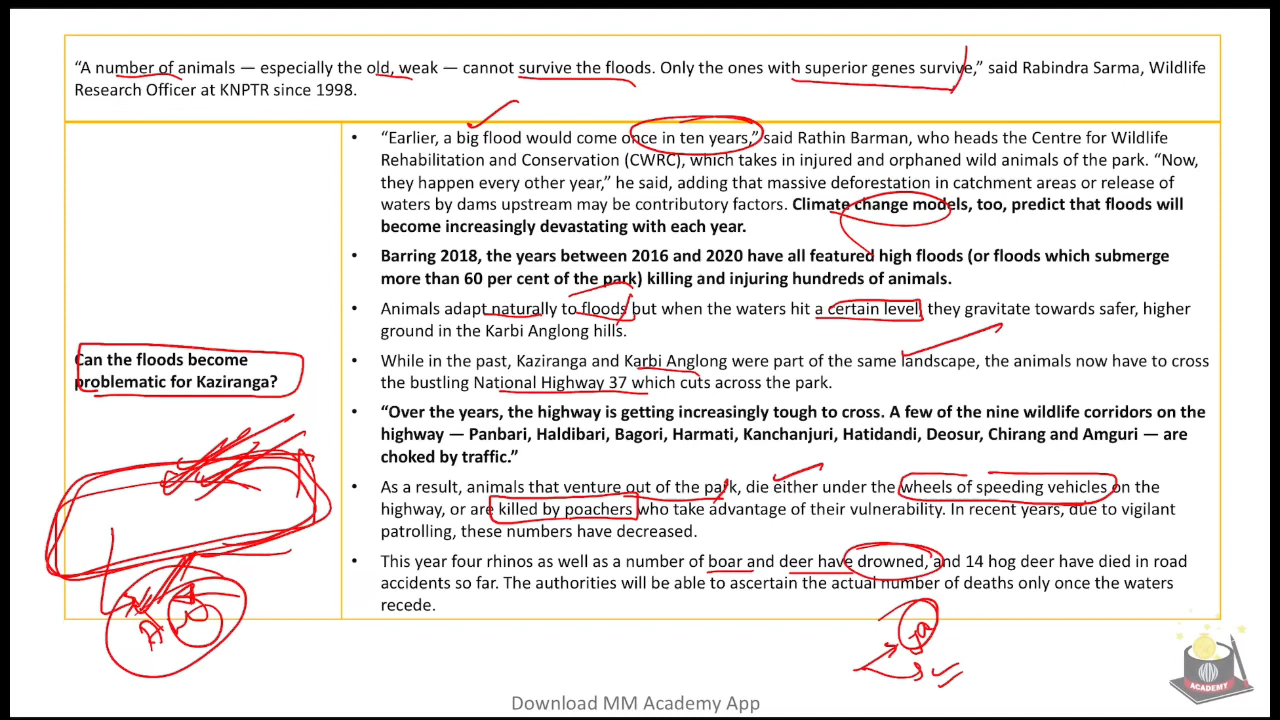 “A number of animals — especially the old, weak — cannot survive the floods. Only the ones with superior genes survive,” said Rabindra Sarma, Wildlife
Research Officer at KNPTR since 1998.
Can the floods become
problematic for Kaziranga?
• “Earlier, a big flood would come once in ten years,” said Rathin Barman, who heads the Centre for Wildlife
Rehabilitation and Conservation (CWRC), which takes in injured and orphaned wild animals of the park. “Now,
they happen every other year,” he said, adding that massive deforestation in catchment areas or release of
waters by dams upstream may be contributory factors. Climate change models, too, predict that floods will
become increasingly devastating with each year.
• Barring 2018, the years between 2016 and 2020 have all featured high floods (or floods which submerge
more than 60 per cent of the park) killing and injuring hundreds of animals.
• Animals adapt naturally to floods but when the waters hit a certain level, they gravitate towards safer, higher
ground in the Karbi Anglong hills.
• While in the past, Kaziranga and Karbi Anglong were part of the same landscape, the animals now have to cross
the bustling National Highway 37 which cuts across the park.
• “Over the years, the highway is getting increasingly tough to cross. A few of the nine wildlife corridors on the
highway — Panbari, Haldibari, Bagori, Harmati, Kanchanjuri, Hatidandi, Deosur, Chirang and Amguri — are
choked by traffic.”
• As a result, animals that venture out of the park, die either under the wheels of speeding vehicles on the
highway, or are killed by poachers who take advantage of their vulnerability. In recent years, due to vigilant
patrolling, these numbers have decreased.
• This year four rhinos as well as a number of boar and deer have drowned, and 14 hog deer have died in road
accidents so far. The authorities will be able to ascertain the actual number of deaths only once the waters
recede.
ACADEMY
Download MM Academy App